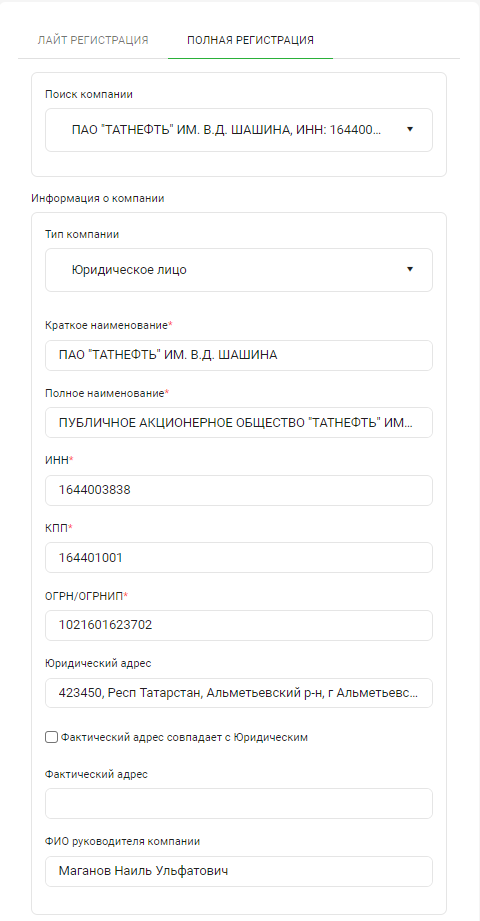 ЛАЙТ РЕГИСТРАЦИЯ ПОЛНАЯ РЕГИСТРАЦИЯ
Поиск компании
ПАО "ТАТНЕФТЬ" ИМ. В.Д. ШАШИНА, ИНН: 164400...
Информация о компании
Тип компании
Юридическое лицо
Краткое наименование*
ПАО "ТАТНЕФТЬ" ИМ. В.Д. ШАШИНА
Полное наименование*
ПУБЛИЧНОЕ АКЦИОНЕРНОЕ ОБЩЕСТВО "ТАТНЕФТЬ" ИМ...
ИНН*
1644003838
КПП*
164401001
ОГРН/ОГРНИП*
1021601623702
Юридический адрес
423450, Респ Татарстан, Альметьевский р-н, г Альметьевс...
Фактический адрес совпадает с Юридическим
Фактический адрес
ФИО руководителя компании
Маганов Наиль Ульфатович